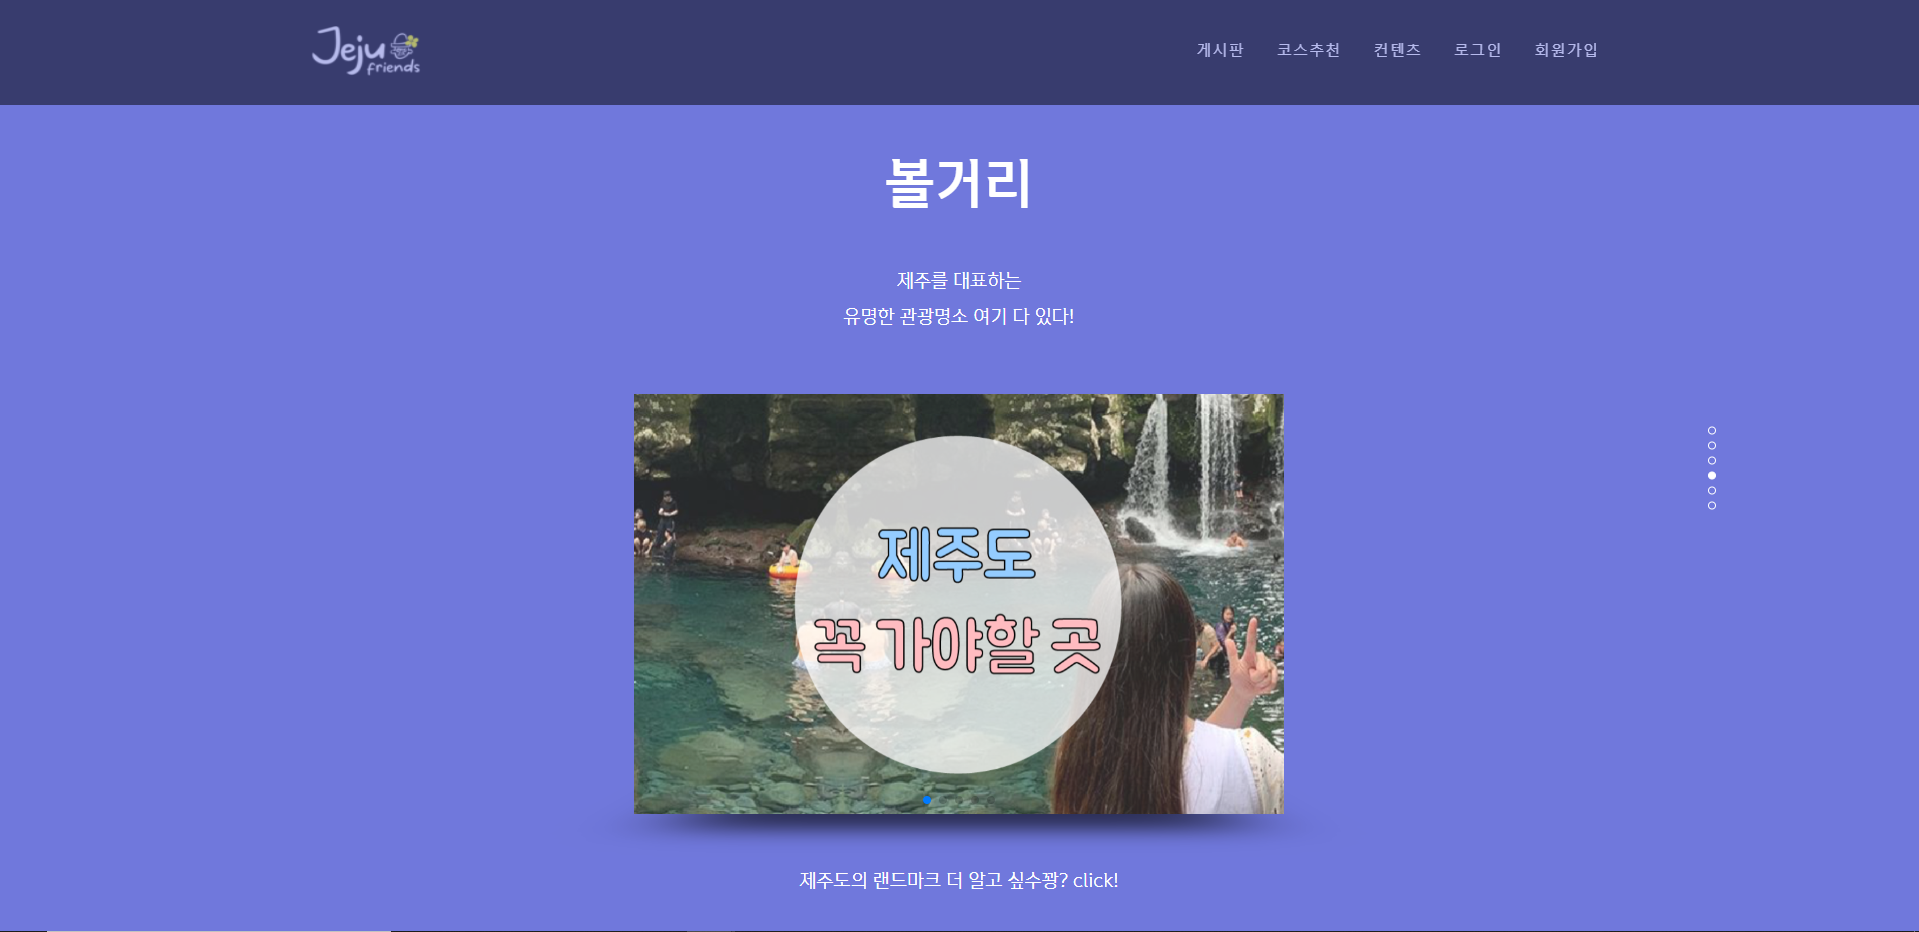 Jeju
friends
게시판 코스추천 컨텐츠 로그인 회원가입
볼거리
제주를 대표하는
유명한 관광명소 여기 다 있다!
제주도
꼭 가야할 곳
제주도의 랜드마크 더 알고 싶수꽝? click!